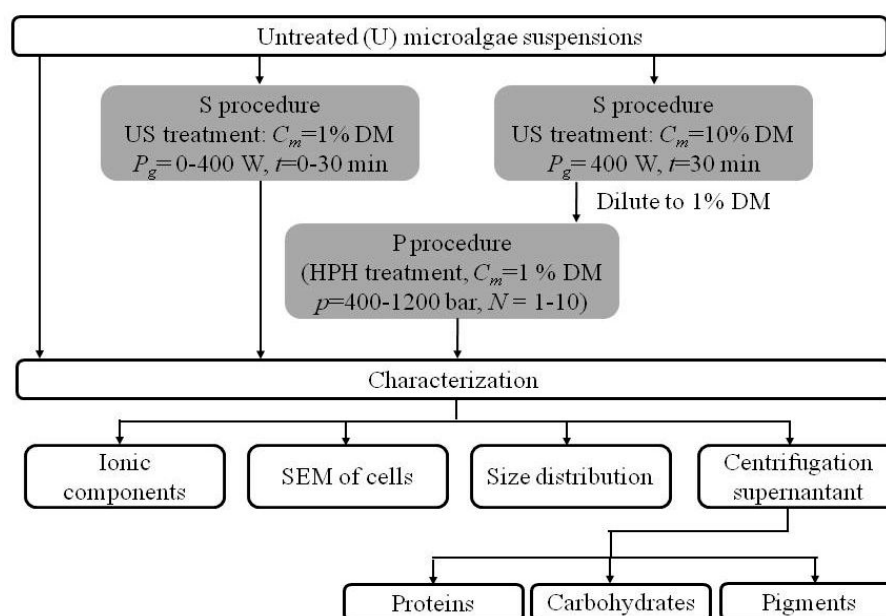 Untreated (U) microalgae suspensions
S procedure
US treatment: Cm=1% DM
Pg= 0-400 W, t=0-30 min
S procedure
US treatment: Cm=10% DM
Pg= 400 W, t=30 min
Dilute to 1% DM
P procedure
(HPH treatment, Cm=1 % DM
p=400-1200 bar, N = 1-10)
Characterization
Ionic
components
SEM of cells
Size distribution
Centrifugation
supernantant
Proteins
Carbohydrates
Pigments